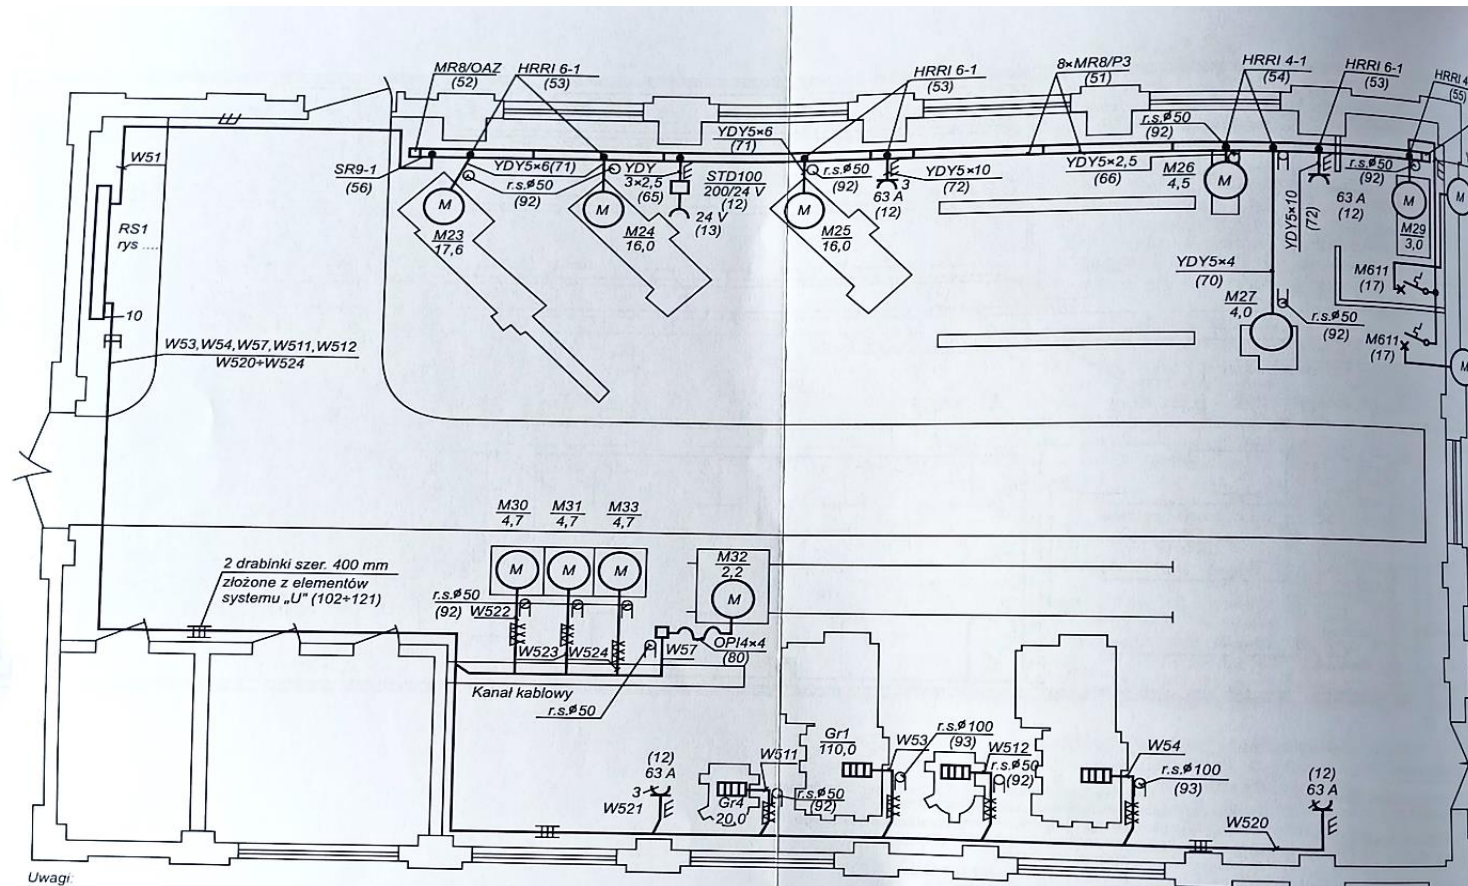 MR8/OAZ
(52)
HRRI 6-1
(53)
HRRI 6-1
(53)
8×MR8/P3
(51)
HRRI 4-1
(54)
HRRI 6-1
(53)
HRRI 4
(55)
W51
SR9-1
(56)
YDY5×6(71)
r.s.ø50
(92)
YDY
3×2,5
(65)
STD100
200/24 V
(12)
24 V
(13)
YDY5×6
(71)
r.s.ø50
(92)
3
63 A
(12)
YDY5×10
(72)
YDY5×2,5
(66)
r.s.ø50
(92)
M26
4,5
M
YDY5×10
(72)
63 A
(12)
r.s.ø50
(92)
M
M29
3,0
M
M
M23
17,6
M
M24
16,0
M
M25
16,0
RS1
rys ....
10
YDY5×4
(70)
M27
4,0
r.s.ø50
(92)
M611
(17)
M611
(17)
M
W53,W54,W57,W511,W512
W520÷W524
M30
4,7
M31
4,7
M33
4,7
M
M
M
M32
2,2
M
2 drabinki szer. 400 mm
złożone z elementów
systemu „U" (102÷121)
r.s.ø50
(92)
W522
W523
W524
W57
OPI4×4
(80)
Kanał kablowy
r.s.ø50
(12)
63 A
3
W521
W511
Gr4
20,0
r.s.ø50
(92)
Gr1
110,0
W53
r.s.ø100
(93)
W512
r.s.ø50
(92)
W54
r.s.ø100
(93)
(12)
63 A
W520
Uwagi: